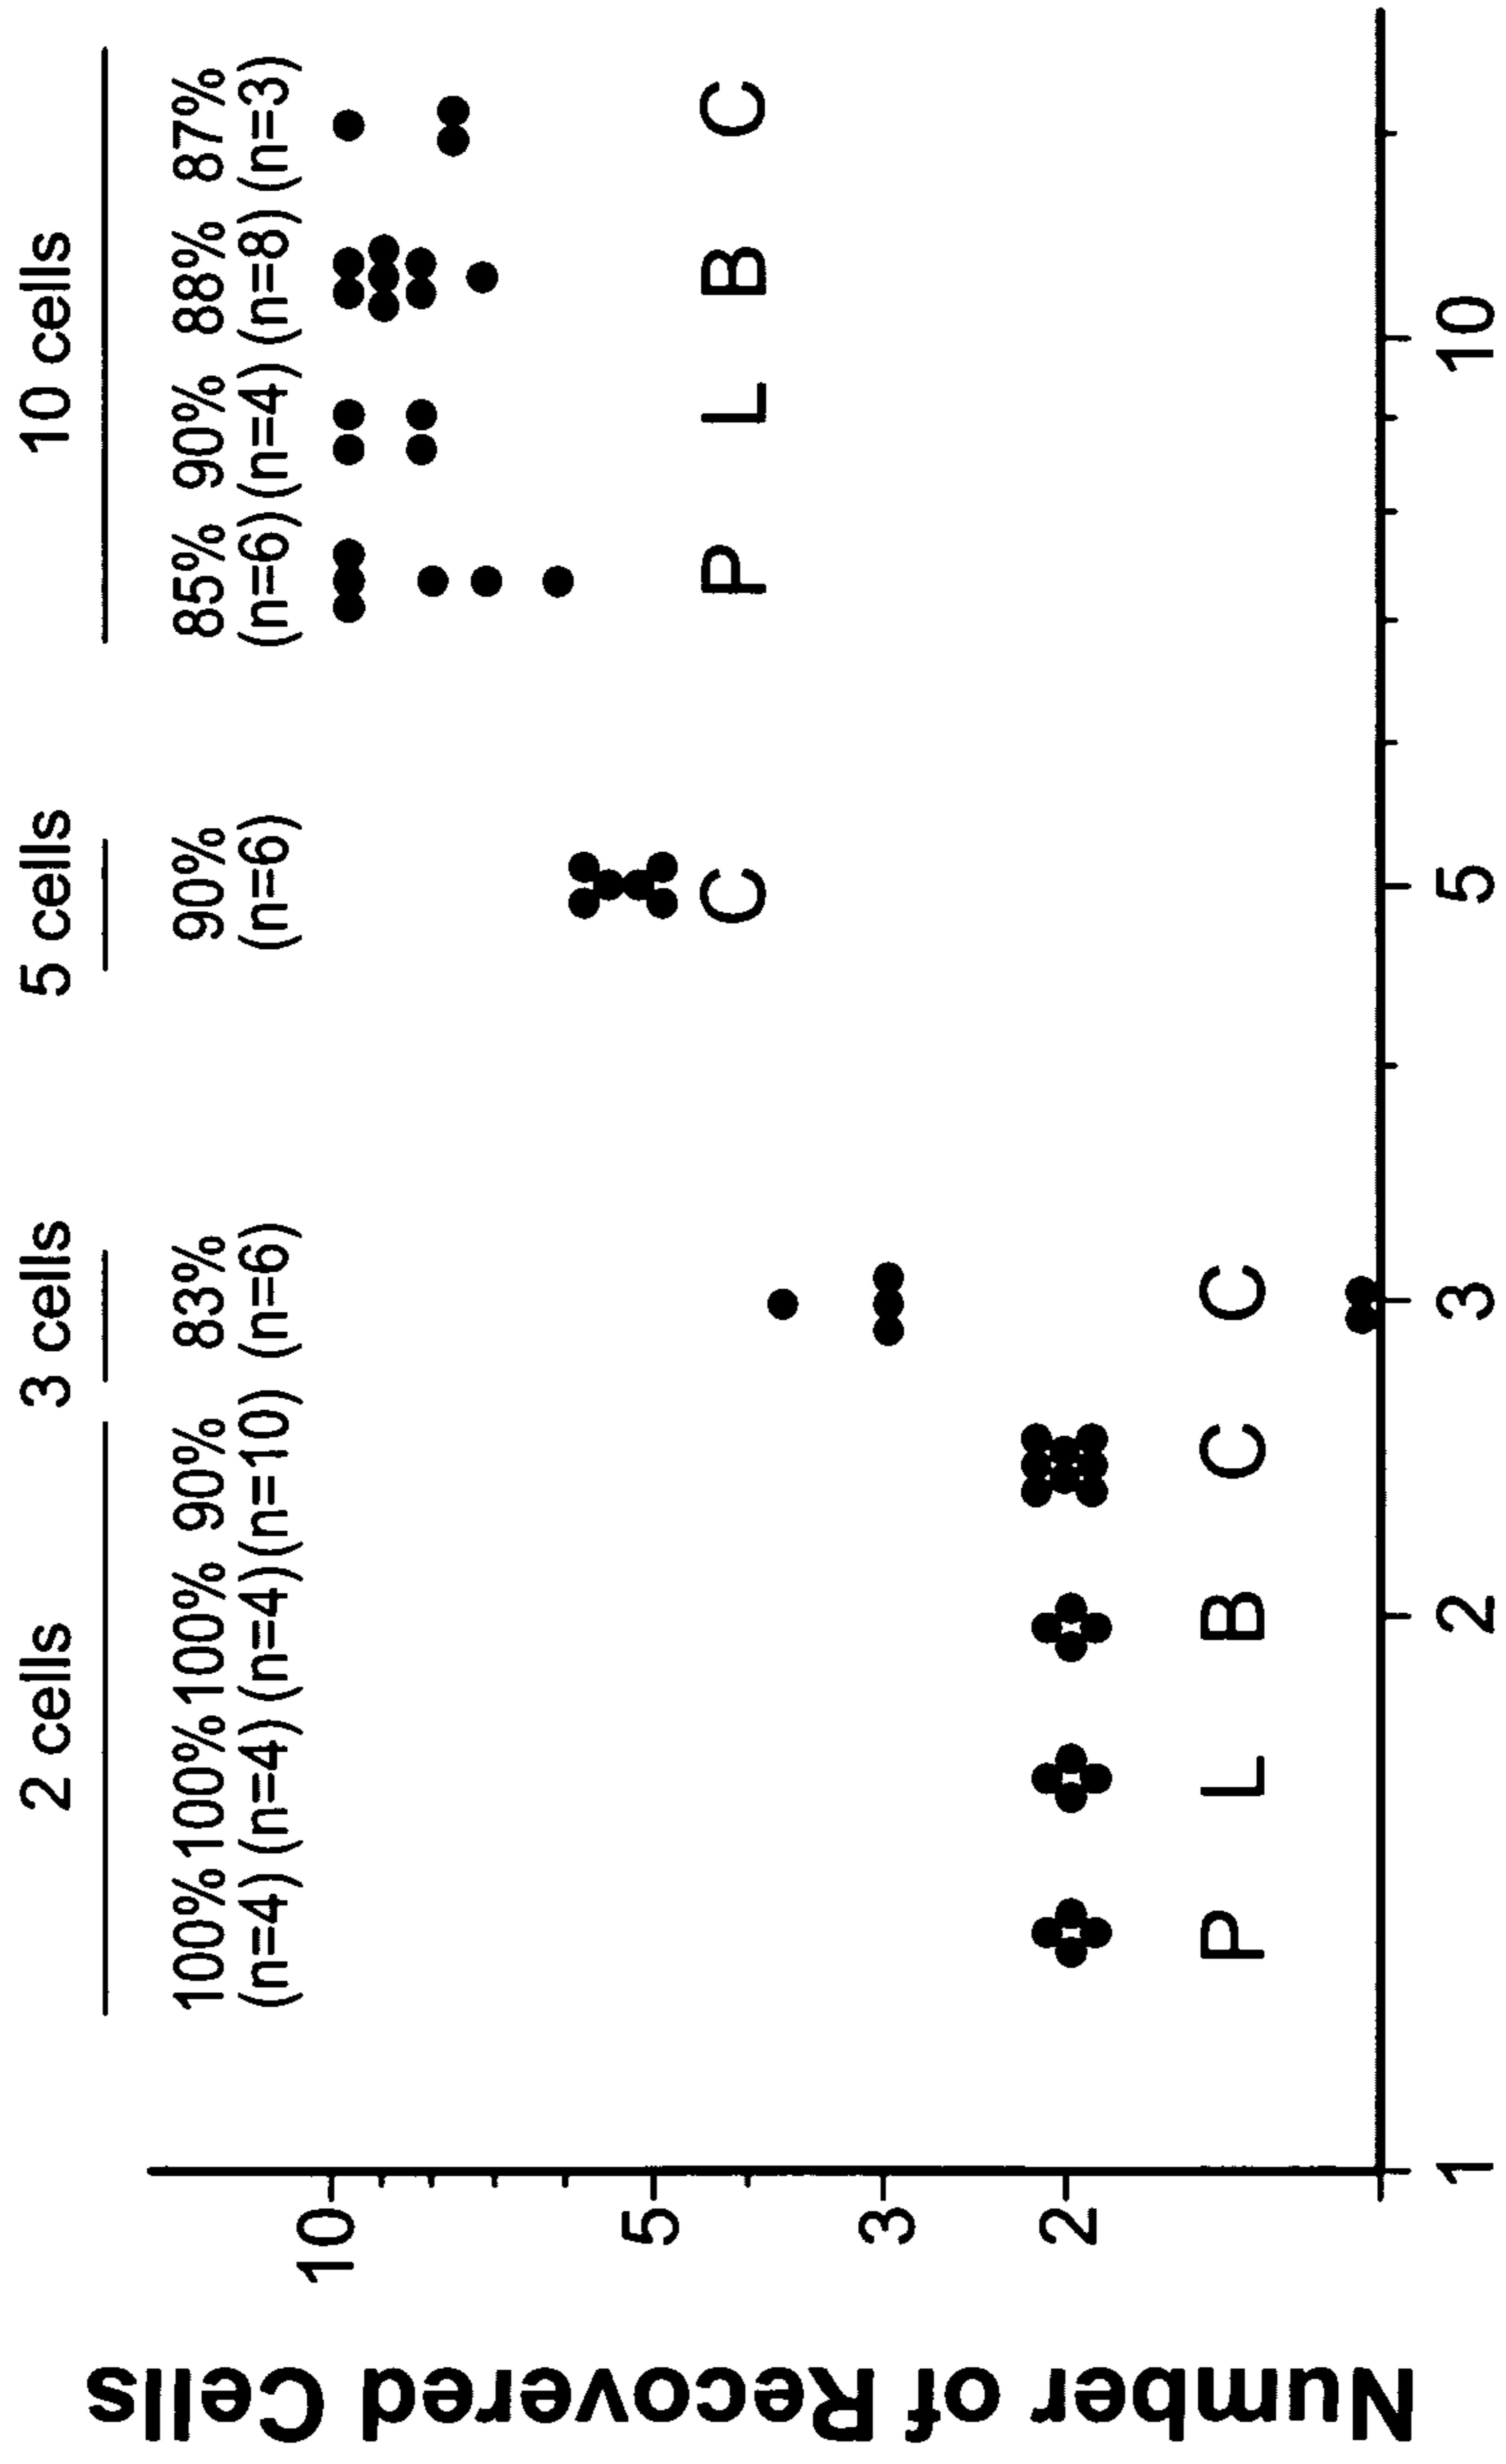 2 cells 3 cells 5 cells 10 cells
100% 100% 100% 90% 83% 90% 85% 90% 88% 87%
(n=4) (n=4) (n=4) (n=10) (n=6) (n=6) (n=6) (n=4) (n=8) (n=3)
Number of Recovered Cells
10
5
C P L B C
3
2
P L B C C
1 2 3 5 10